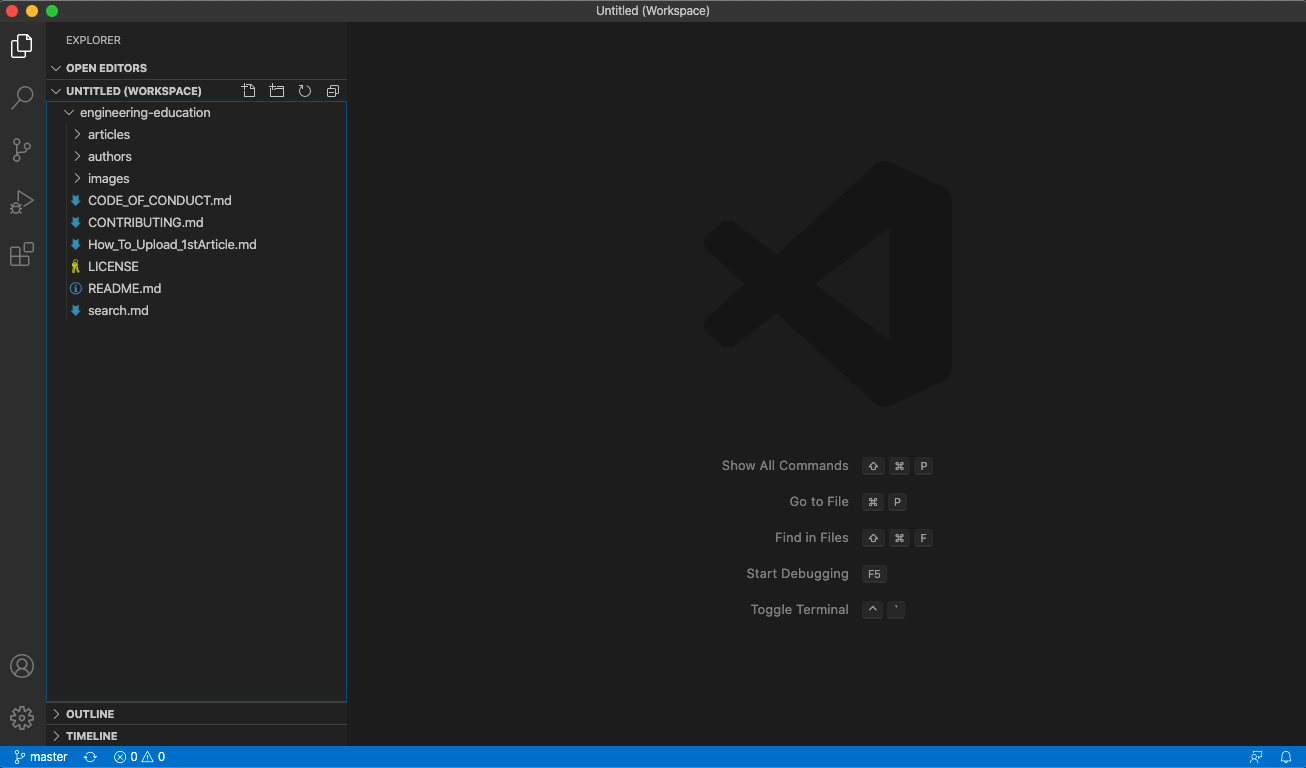 Untitled (Workspace)
EXPLORER
OPEN EDITORS
UNTITLED (WORKSPACE)
engineering-education
articles
authors
images
CODE_OF_CONDUCT.md
CONTRIBUTING.md
How_To_Upload_1stArticle.md
LICENSE
README.md
search.md
OUTLINE
TIMELINE
Show All Commands ⇧ ⌘ P
Go to File ⌘ P
Find in Files ⇧ ⌘ F
Start Debugging F5
Toggle Terminal ^ `
master 0 0